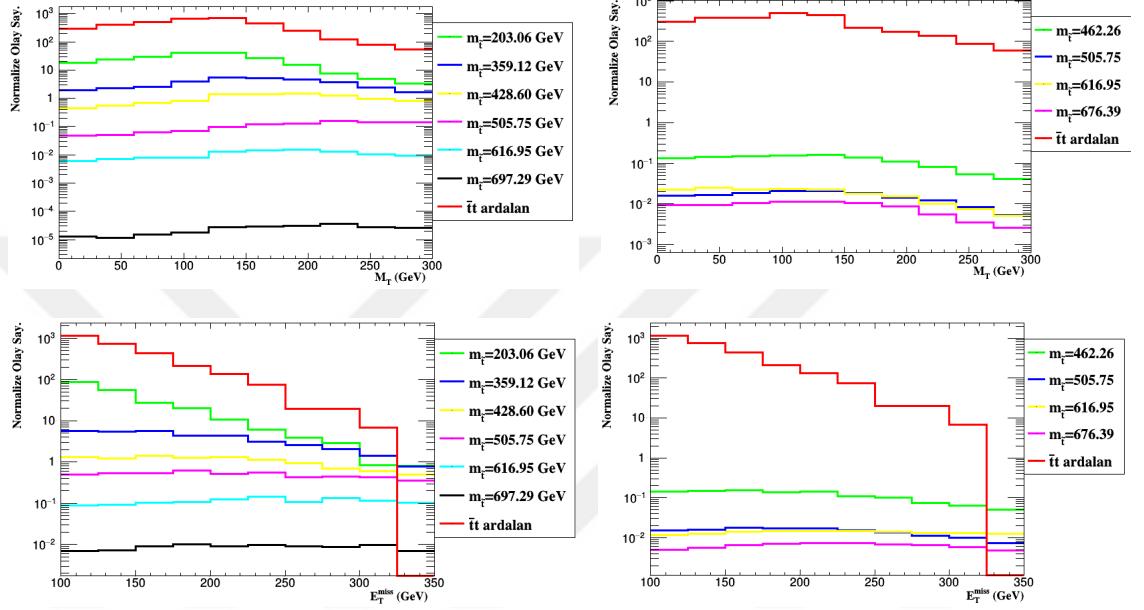 Normalize Olay Say.
10³
10²
10
1
10⁻¹
10⁻²
10⁻³
10⁻⁴
10⁻⁵
0 50 100 150 200 250 300
M_T (GeV)
m_t̃=203.06 GeV
m_t̃=359.12 GeV
m_t̃=428.60 GeV
m_t̃=505.75 GeV
m_t̃=616.95 GeV
m_t̃=697.29 GeV
t̄t ardalan
Normalize Olay Say.
10³
10²
10
1
10⁻¹
10⁻²
10⁻³
0 50 100 150 200 250 300
M_T (GeV)
m_t̃=462.26
m_t̃=505.75
m_t̃=616.95
m_t̃=676.39
t̄t ardalan
Normalize Olay Say.
10³
10²
10
1
10⁻¹
10⁻²
100 150 200 250 300 350
E_T^miss (GeV)
m_t̃=203.06 GeV
m_t̃=359.12 GeV
m_t̃=428.60 GeV
m_t̃=505.75 GeV
m_t̃=616.95 GeV
m_t̃=697.29 GeV
t̄t ardalan
Normalize Olay Say.
10³
10²
10
1
10⁻¹
10⁻²
100 150 200 250 300 350
E_T^miss (GeV)
m_t̃=462.26
m_t̃=505.75
m_t̃=616.95
m_t̃=676.39
t̄t ardalan